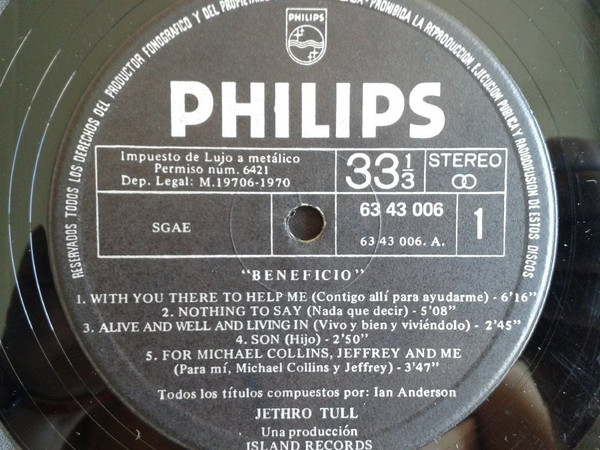 RESERVADOS TODOS LOS DERECHOS DEL PRODUCTOR FONOGRAFICO Y DEL PROPIETARIO
PROHIBIDA LA REPRODUCCION, EJECUCION PUBLICA Y RADIODIFUSION DE ESTOS DISCOS
PHILIPS
PHILIPS
Impuesto de Lujo a metálico
Permiso núm. 6421
Dep. Legal: M.19706-1970
33 1/3
STEREO
SGAE
63 43 006
63 43 006. A.
1
"BENEFICIO"
1. WITH YOU THERE TO HELP ME (Contigo allí para ayudarme) - 6'16"
2. NOTHING TO SAY (Nada que decir) - 5'08"
3. ALIVE AND WELL AND LIVING IN (Vivo y bien y viviéndolo) - 2'45"
4. SON (Hijo) - 2'50"
5. FOR MICHAEL COLLINS, JEFFREY AND ME
(Para mí, Michael Collins y Jeffrey) - 3'47"
Todos los títulos compuestos por: Ian Anderson
JETHRO TULL
Una producción
ISLAND RECORDS